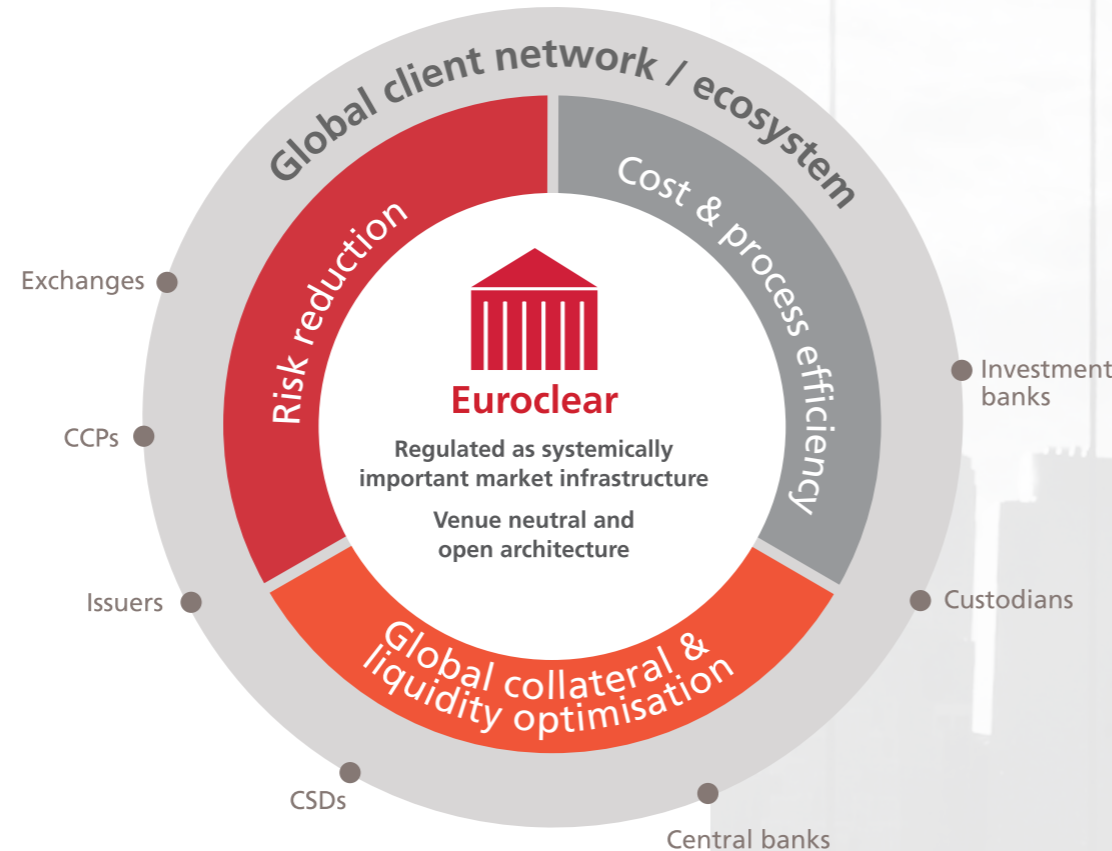 Global client network / ecosystem
Risk reduction
Cost & process efficiency
Euroclear
Regulated as systemically
important market infrastructure
Venue neutral and
open architecture
Global collateral &
liquidity optimisation
Exchanges
CCPs
Issuers
CSDs
Central banks
Custodians
Investment
banks